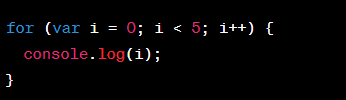 for (var i = 0; i < 5; i++) {
  console.log(i);
}